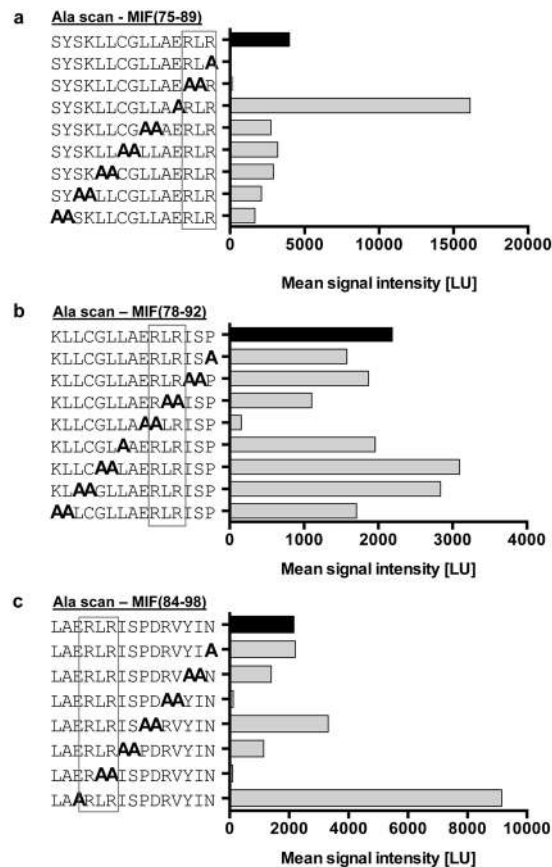 a
Ala scan - MIF(75-89)
SYSKLLCGLLAERLR
SYSKLLCGLLAERLA
SYSKLLCGLLAEAAR
SYSKLLCGLLAARLR
SYSKLLCGAAAERLR
SYSKLLAALLAERLR
SYSKAACGLLAERLR
SYAALLCGLLAERLR
AASKLLCGLLAERLR
0 5000 10000 15000 20000
Mean signal intensity [LU]
b
Ala scan – MIF(78-92)
KLLCGLLAERLRISP
KLLCGLLAERLRISA
KLLCGLLAERLRAAP
KLLCGLLAERAAISP
KLLCGLLAAALRISP
KLLCGLAAERLRISP
KLLCAALAERLRISP
KLAAGLLAERLRISP
AALCGLLAERLRISP
0 1000 2000 3000 4000
Mean signal intensity [LU]
c
Ala scan – MIF(84-98)
LAERLRISPDRVYIN
LAERLRISPDRVYIA
LAERLRISPDRVAAN
LAERLRISPDAAYIN
LAERLRISAARVYIN
LAERLRAAPDRVYIN
LAERAAISPDRVYIN
LAARLRISPDRVYIN
0 2000 4000 6000 8000 10000
Mean signal intensity [LU]